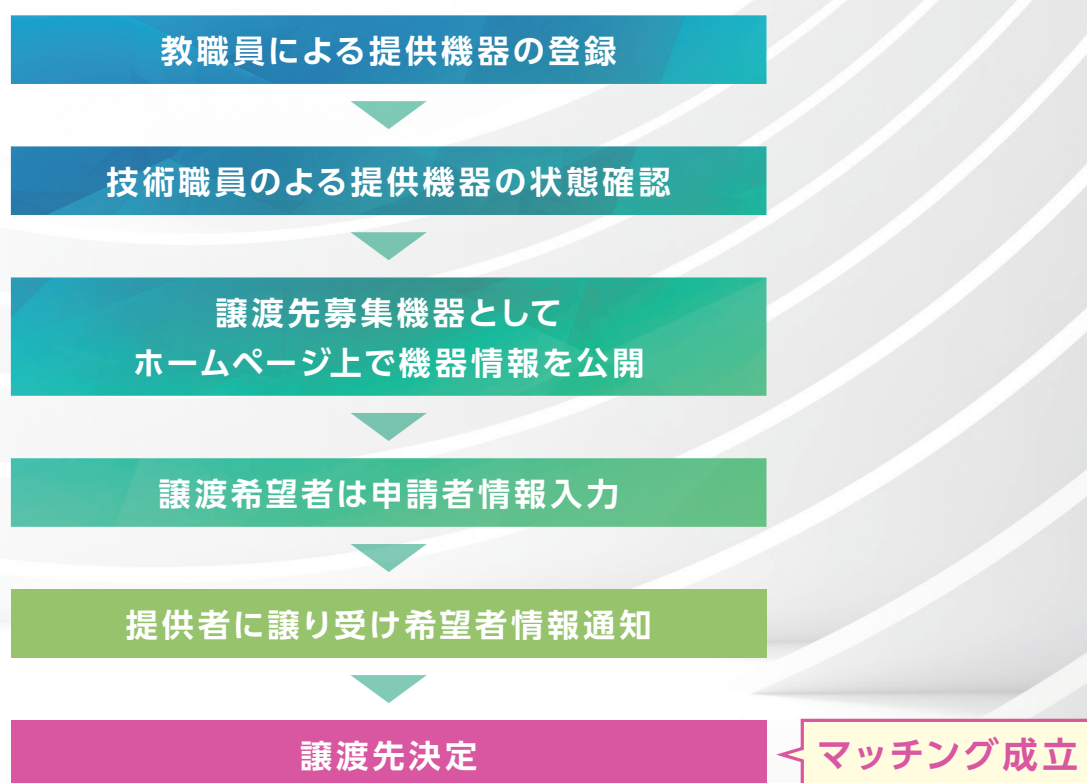 教職員による提供機器の登録
技術職員のよる提供機器の状態確認
譲渡先募集機器として
ホームページ上で機器情報を公開
譲渡希望者は申請者情報入力
提供者に譲り受け希望者情報通知
譲渡先決定
マッチング成立